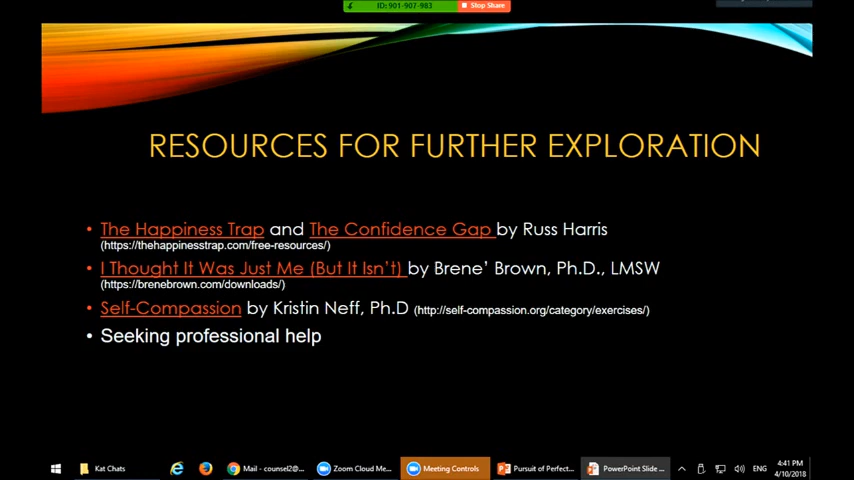 ID: 901-907-983
Stop Share
RESOURCES FOR FURTHER EXPLORATION
• The Happiness Trap and The Confidence Gap by Russ Harris
(https://thehappinesstrap.com/free-resources/)
• I Thought It Was Just Me (But It Isn't) by Brene' Brown, Ph.D., LMSW
(https://brenebrown.com/downloads/)
• Self-Compassion by Kristin Neff, Ph.D (http://self-compassion.org/category/exercises/)
• Seeking professional help
Kat Chats
Mail - counsel2@...
Zoom Cloud Me...
Meeting Controls
Pursuit of Perfect...
PowerPoint Slide ...
ENG
4:41 PM
4/10/2018